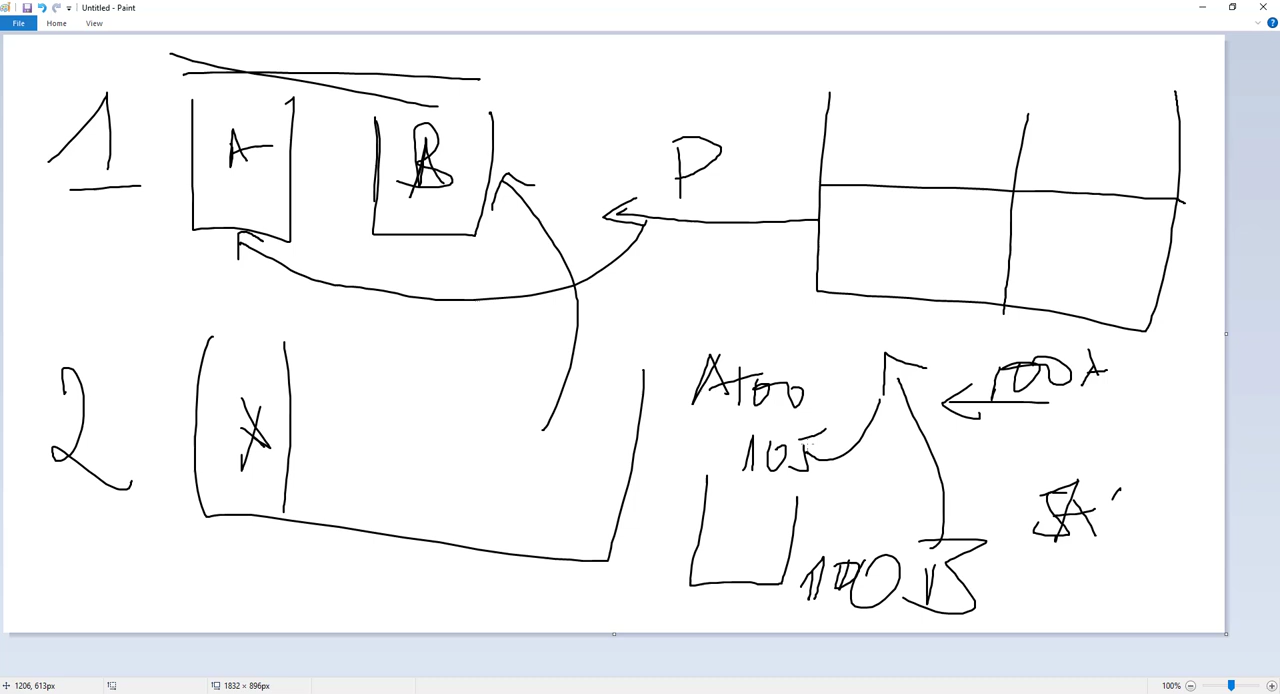 Untitled - Paint
File
Home
View
1
A
B
P
2
A100
100A
105
100B
1206, 613px
1832 × 896px
100%